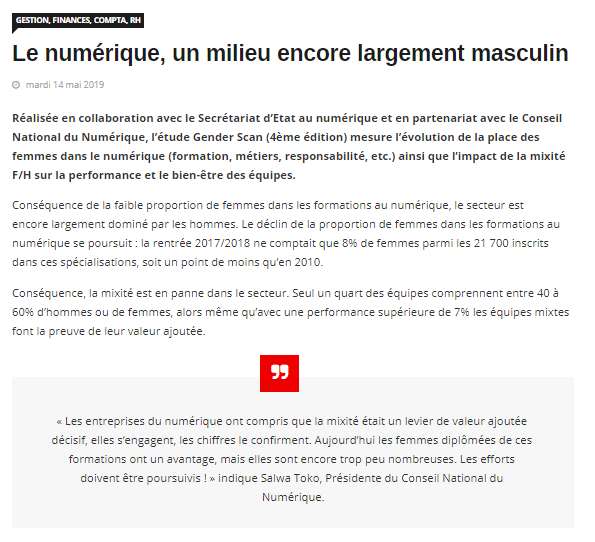 GESTION, FINANCES, COMPTA, RH
Le numérique, un milieu encore largement masculin
mardi 14 mai 2019
Réalisée en collaboration avec le Secrétariat d'Etat au numérique et en partenariat avec le Conseil
National du Numérique, l'étude Gender Scan (4ème édition) mesure l'évolution de la place des
femmes dans le numérique (formation, métiers, responsabilité, etc.) ainsi que l'impact de la mixité
F/H sur la performance et le bien-être des équipes.
Conséquence de la faible proportion de femmes dans les formations au numérique, le secteur est
encore largement dominé par les hommes. Le déclin de la proportion de femmes dans les formations au
numérique se poursuit : la rentrée 2017/2018 ne comptait que 8% de femmes parmi les 21 700 inscrits
dans ces spécialisations, soit un point de moins qu'en 2010.
Conséquence, la mixité est en panne dans le secteur. Seul un quart des équipes comprennent entre 40 à
60% d'hommes ou de femmes, alors même qu'avec une performance supérieure de 7% les équipes mixtes
font la preuve de leur valeur ajoutée.
« Les entreprises du numérique ont compris que la mixité était un levier de valeur ajoutée
décisif, elles s'engagent, les chiffres le confirment. Aujourd'hui les femmes diplômées de ces
formations ont un avantage, mais elles sont encore trop peu nombreuses. Les efforts
doivent être poursuivis ! » indique Salwa Toko, Présidente du Conseil National du
Numérique.